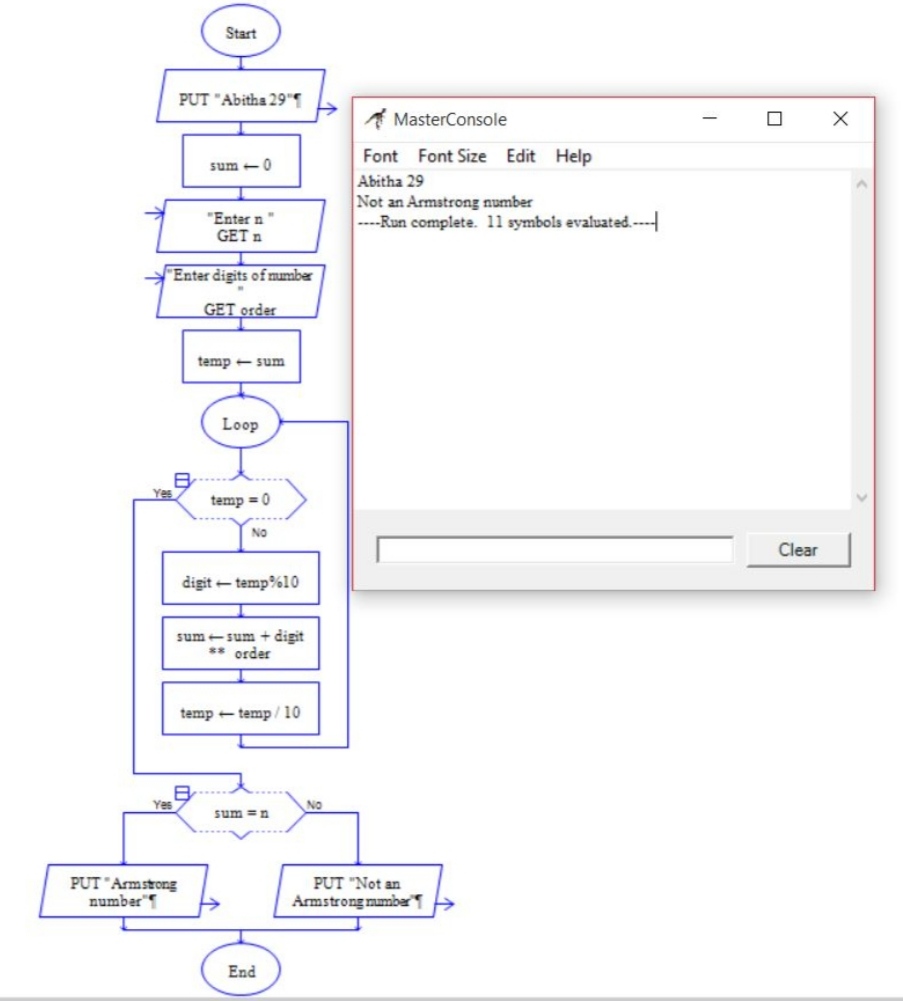 Start
PUT "Abitha 29"¶
sum ← 0
"Enter n "
GET n
"Enter digits of number
"
GET order
temp ← sum
Loop
Yes
temp = 0
No
digit ← temp%10
sum ← sum + digit
** order
temp ← temp / 10
Yes
sum = n
No
PUT "Armstrong
number"¶
PUT "Not an
Armstrong number"¶
End
MasterConsole
Font Font Size Edit Help
Abitha 29
Not an Armstrong number
----Run complete. 11 symbols evaluated.----
Clear